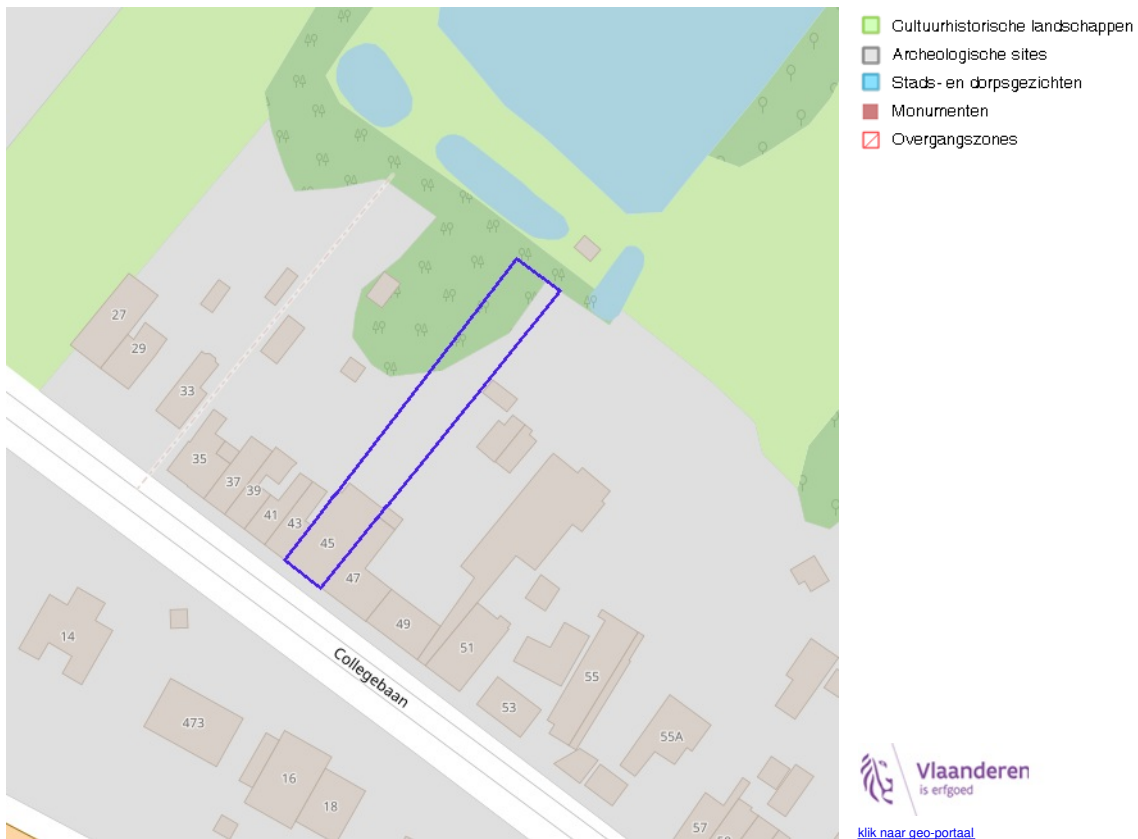 Cultuurhistorische landschappen
Archeologische sites
Stads- en dorpsgezichten
Monumenten
Overgangszones
27
29
33
35
37
39
41
43
45
47
49
51
53
55
55A
57
14
473
16
18
Collegebaan
Vlaanderen
is erfgoed
klik naar geo-portaal